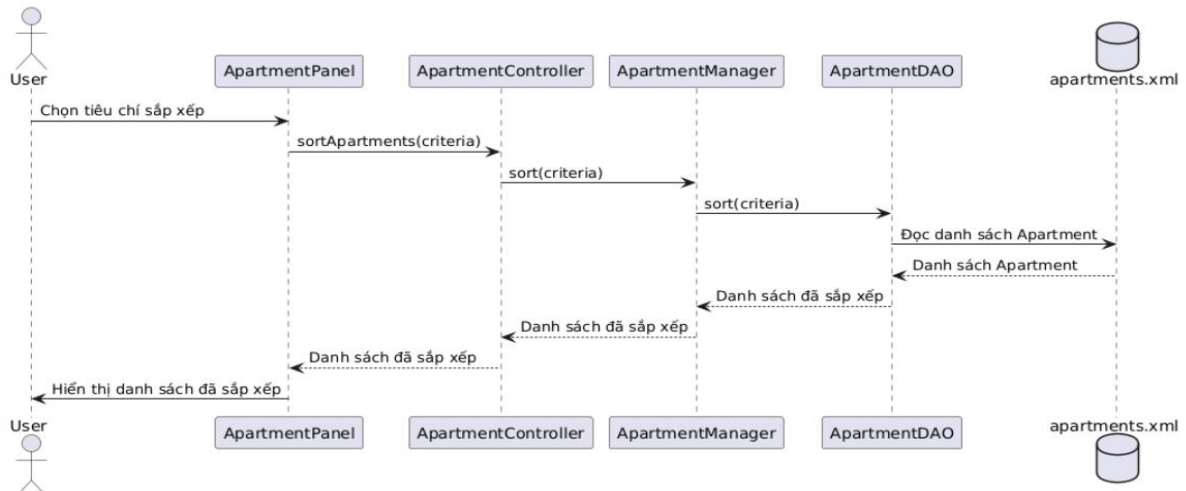 User
ApartmentPanel
ApartmentController
ApartmentManager
ApartmentDAO
apartments.xml
Chọn tiêu chí sắp xếp
sortApartments(criteria)
sort(criteria)
sort(criteria)
Đọc danh sách Apartment
Danh sách Apartment
Danh sách đã sắp xếp
Danh sách đã sắp xếp
Danh sách đã sắp xếp
Hiển thị danh sách đã sắp xếp
User
ApartmentPanel
ApartmentController
ApartmentManager
ApartmentDAO
apartments.xml